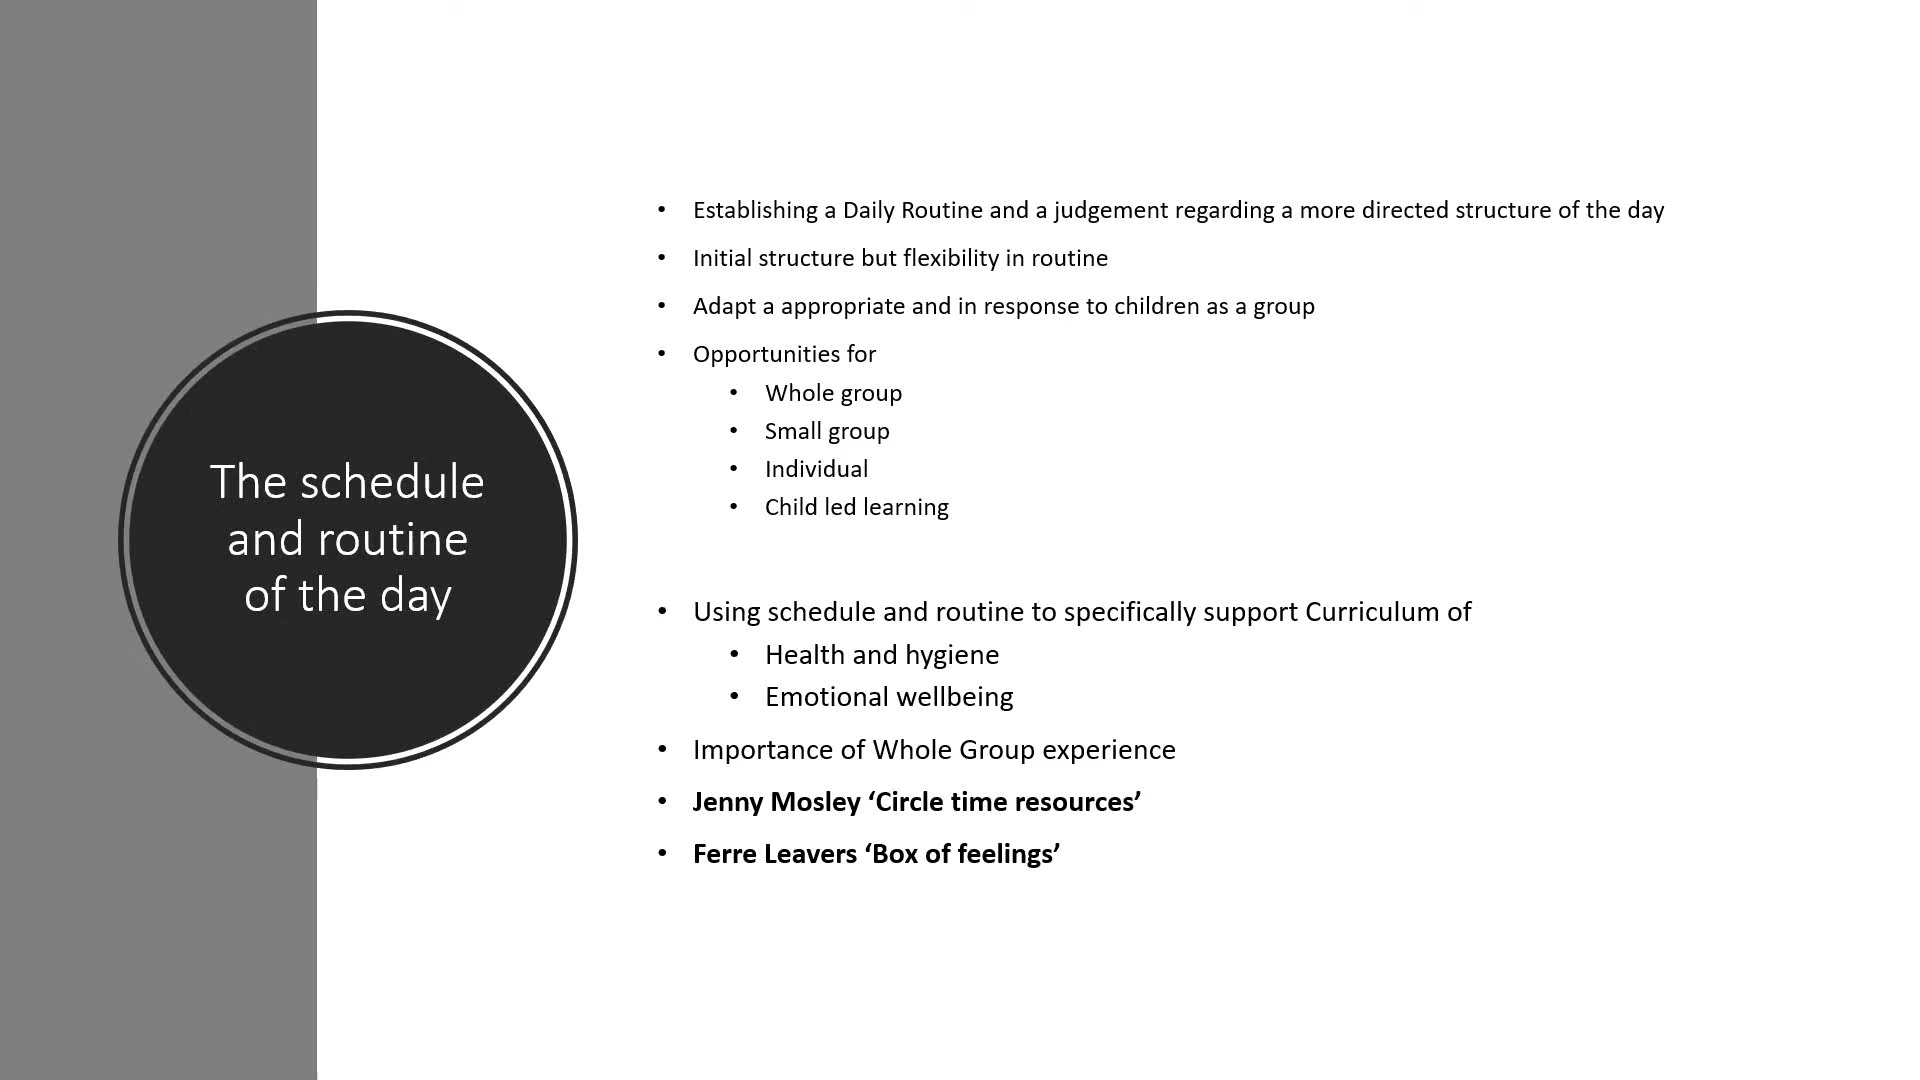 The schedule
and routine
of the day
• Establishing a Daily Routine and a judgement regarding a more directed structure of the day
• Initial structure but flexibility in routine
• Adapt a appropriate and in response to children as a group
• Opportunities for
• Whole group
• Small group
• Individual
• Child led learning
• Using schedule and routine to specifically support Curriculum of
• Health and hygiene
• Emotional wellbeing
• Importance of Whole Group experience
• Jenny Mosley ‘Circle time resources’
• Ferre Leavers ‘Box of feelings’